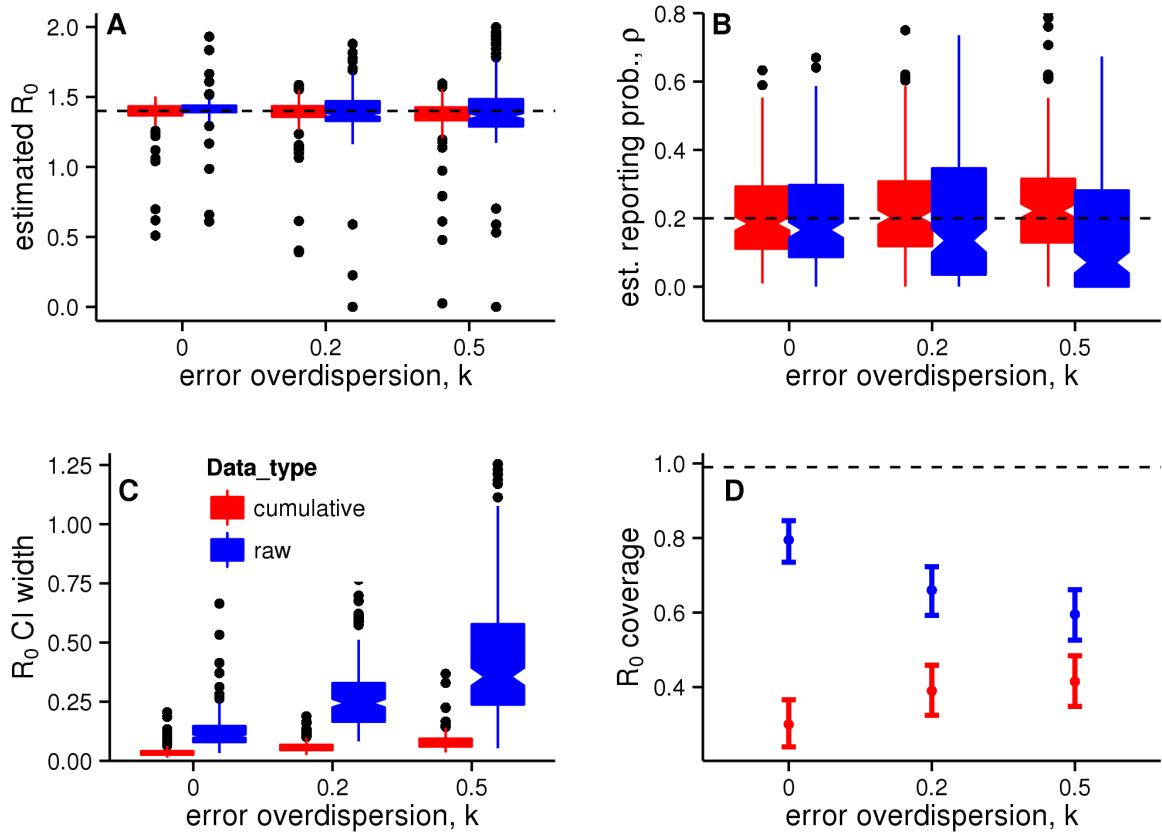 A
estimated R0
2.0
1.5
1.0
0.5
0.0
0 0.2 0.5
error overdispersion, k
B
est. reporting prob., ρ
0.8
0.6
0.4
0.2
0.0
0 0.2 0.5
error overdispersion, k
C
R0 CI width
1.25
1.00
0.75
0.50
0.25
0.00
Data_type
cumulative
raw
0 0.2 0.5
error overdispersion, k
D
R0 coverage
1.0
0.8
0.6
0.4
0 0.2 0.5
error overdispersion, k